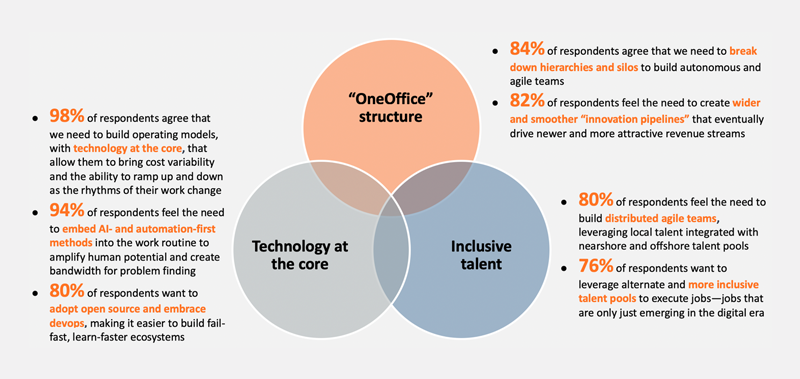 ● 84% of respondents agree that we need to break
down hierarchies and silos to build autonomous and
agile teams
● 82% of respondents feel the need to create wider
and smoother “innovation pipelines” that eventually
drive newer and more attractive revenue streams
“OneOffice”
structure
● 98% of respondents agree that
we need to build operating models,
with technology at the core, that
allow them to bring cost variability
and the ability to ramp up and down
as the rhythms of their work change
● 94% of respondents feel the need
to embed AI- and automation-first
methods into the work routine to
amplify human potential and create
bandwidth for problem finding
● 80% of respondents want to
adopt open source and embrace
devops, making it easier to build fail-
fast, learn-faster ecosystems
Technology at
the core
Inclusive
talent
● 80% of respondents feel the need to
build distributed agile teams,
leveraging local talent integrated with
nearshore and offshore talent pools
● 76% of respondents want to
leverage alternate and more inclusive
talent pools to execute jobs—jobs that
are only just emerging in the digital era